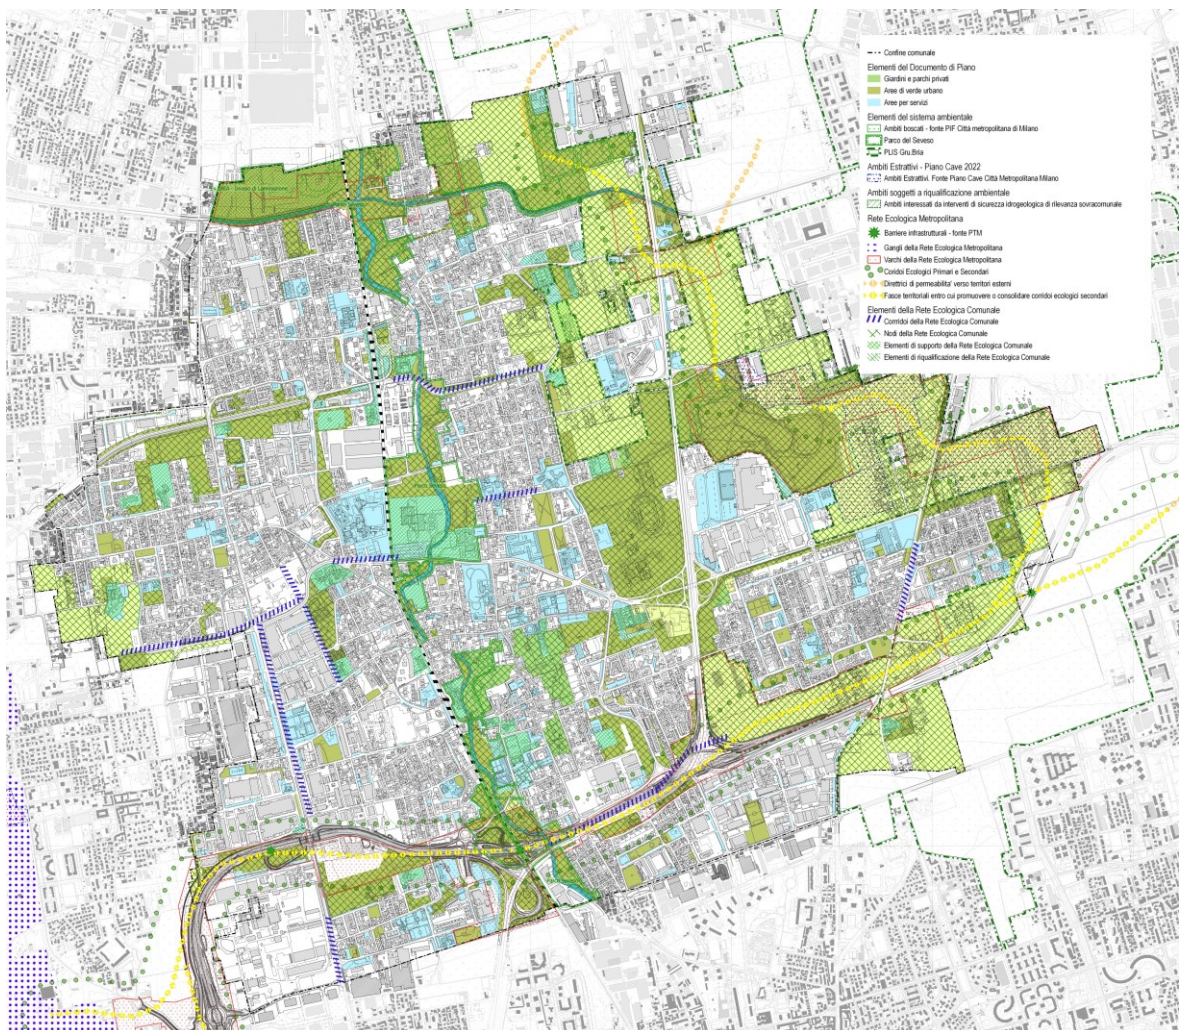 Confine comunale
Elementi del Documento di Piano
Giardini e parchi privati
Aree di verde urbano
Aree per servizi
Elementi del sistema ambientale
Ambiti boscati - fonte PIF Città metropolitana di Milano
Parco del Seveso
PLIS Gru.Bria
Ambiti Estrattivi - Piano Cave 2022
Ambiti Estrattivi. Fonte Piano Cave Città Metropolitana Milano
Ambiti soggetti a riqualificazione ambientale
Ambiti interessati da interventi di sicurezza idrogeologica di rilevanza sovracomunale
Rete Ecologica Metropolitana
Barriere infrastrutturali - fonte PTM
Gangli della Rete Ecologica Metropolitana
Varchi della Rete Ecologica Metropolitana
Corridoi Ecologici Primari e Secondari
Direttrici di permeabilita' verso territori esterni
Fasce territoriali entro cui promuovere o consolidare corridoi ecologici secondari
Elementi della Rete Ecologica Comunale
Corridoi della Rete Ecologica Comunale
Nodi della Rete Ecologica Comunale
Elementi di supporto della Rete Ecologica Comunale
Elementi di riqualificazione della Rete Ecologica Comunale